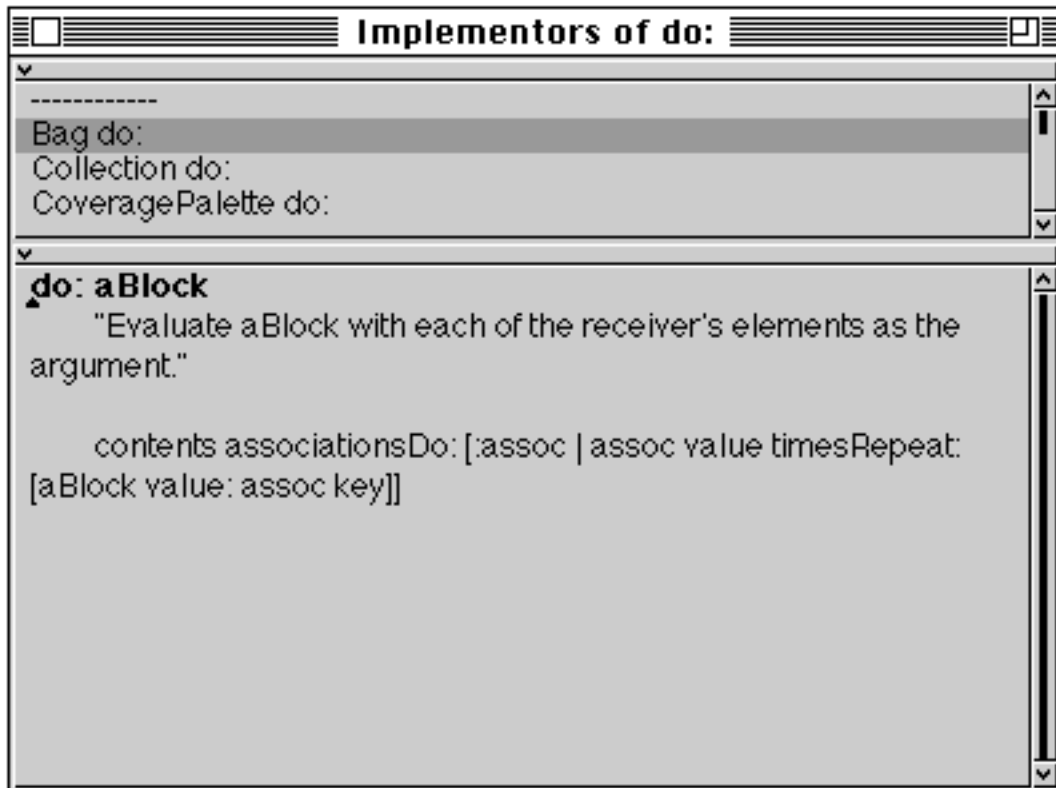 Implementors of do:
------------
Bag do:
Collection do:
CoveragePalette do:
do: aBlock
"Evaluate aBlock with each of the receiver's elements as the
argument."
contents associationsDo: [:assoc | assoc value timesRepeat:
[aBlock value: assoc key]]